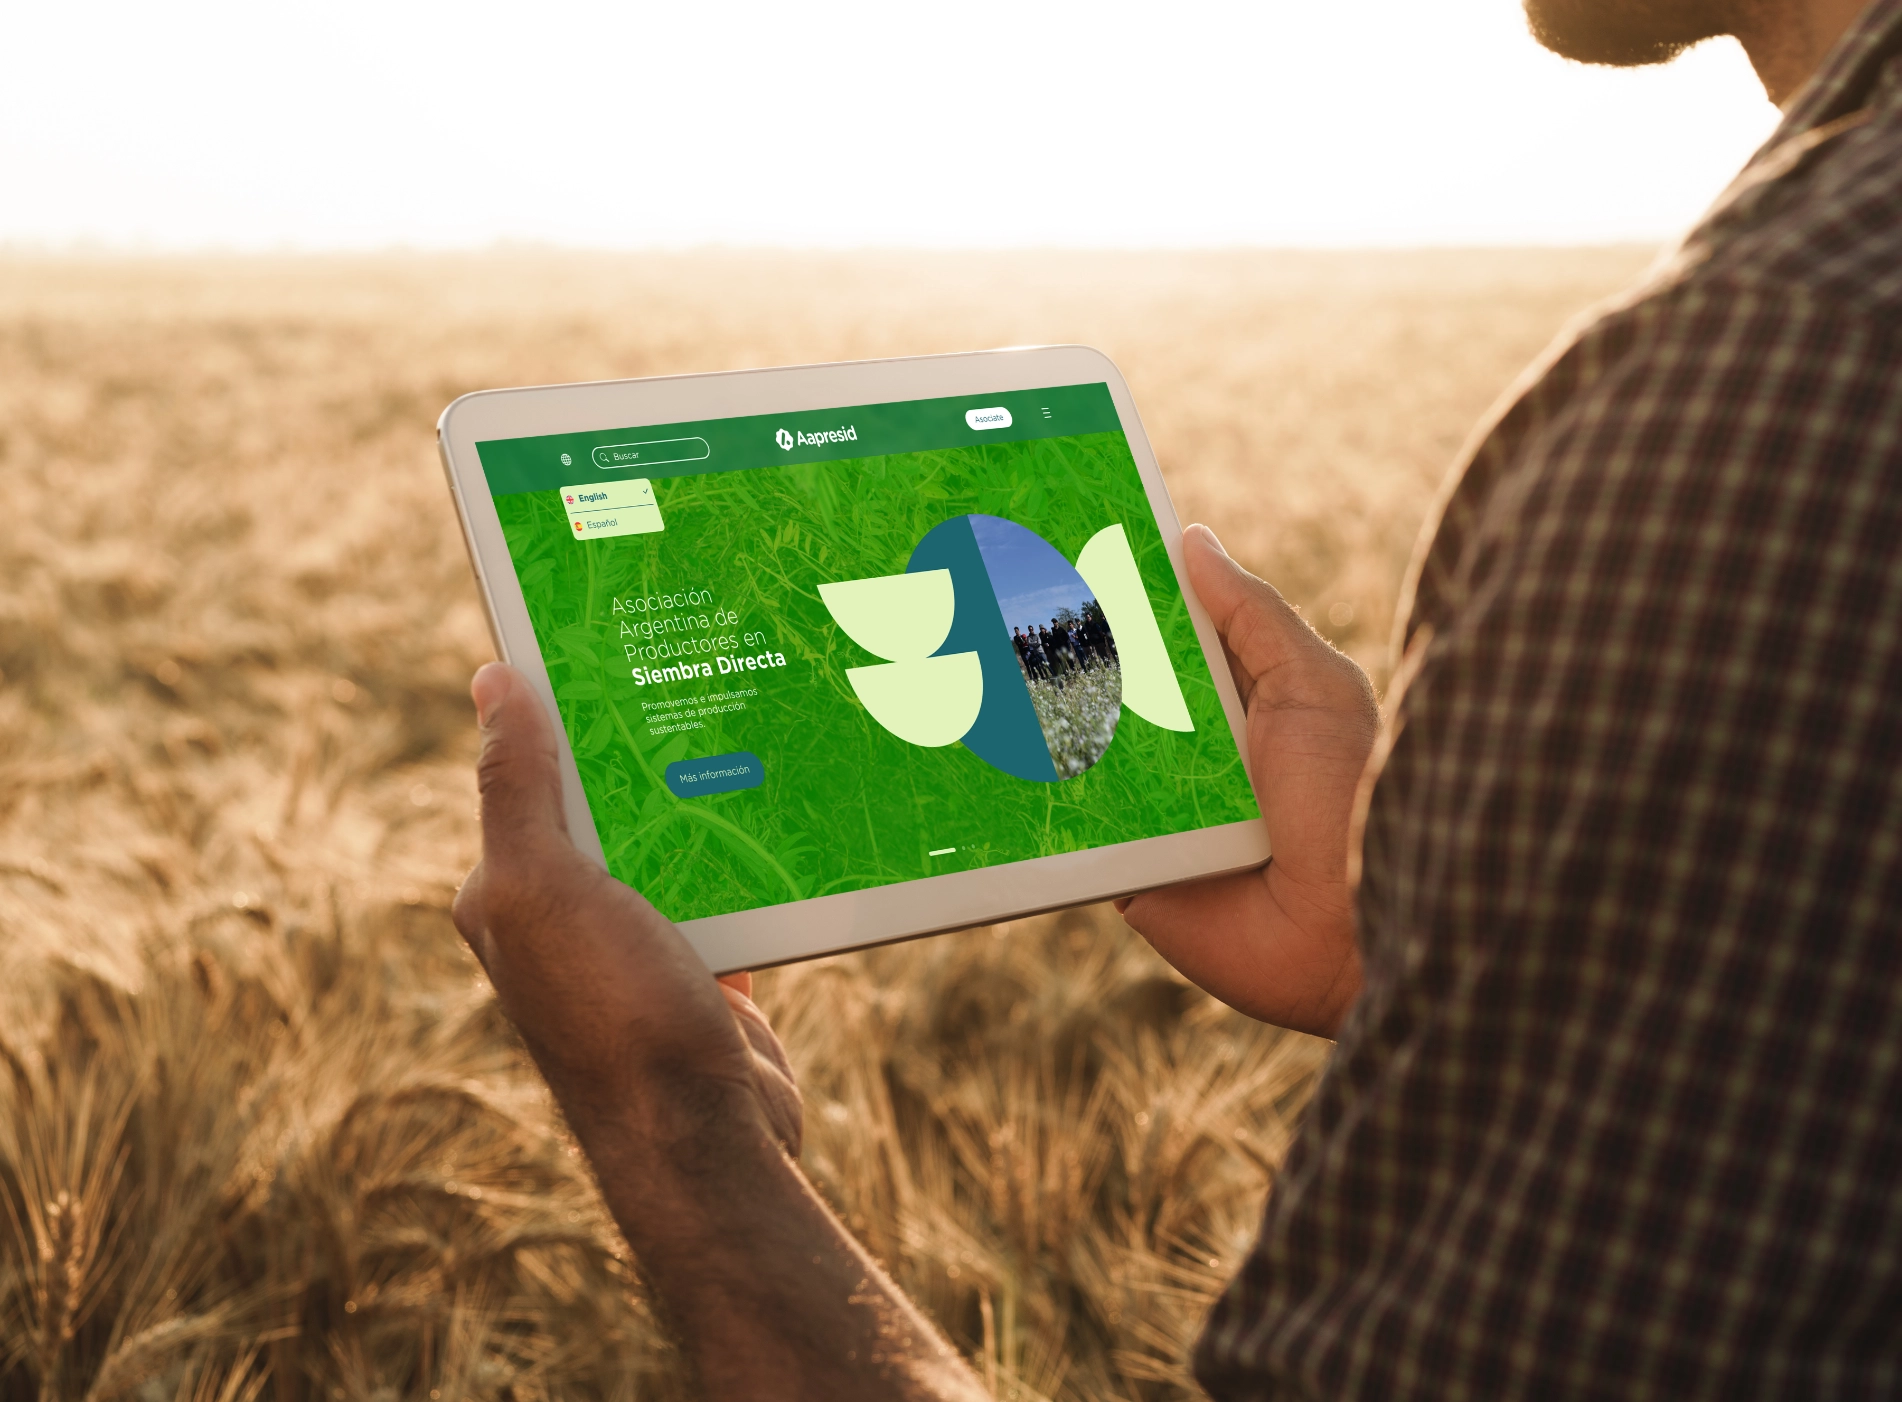 Buscar
Aapresid
Asociate
English
Español
Asociación
Argentina de
Productores en
Siembra Directa
Promovemos e impulsamos
sistemas de producción
sustentables.
Más información